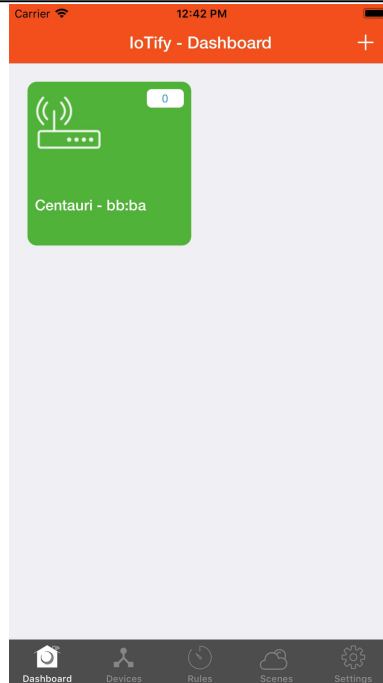 Carrier 12:42 PM
IoTify - Dashboard +
0
Centauri - bb:ba
Dashboard Devices Rules Scenes Settings